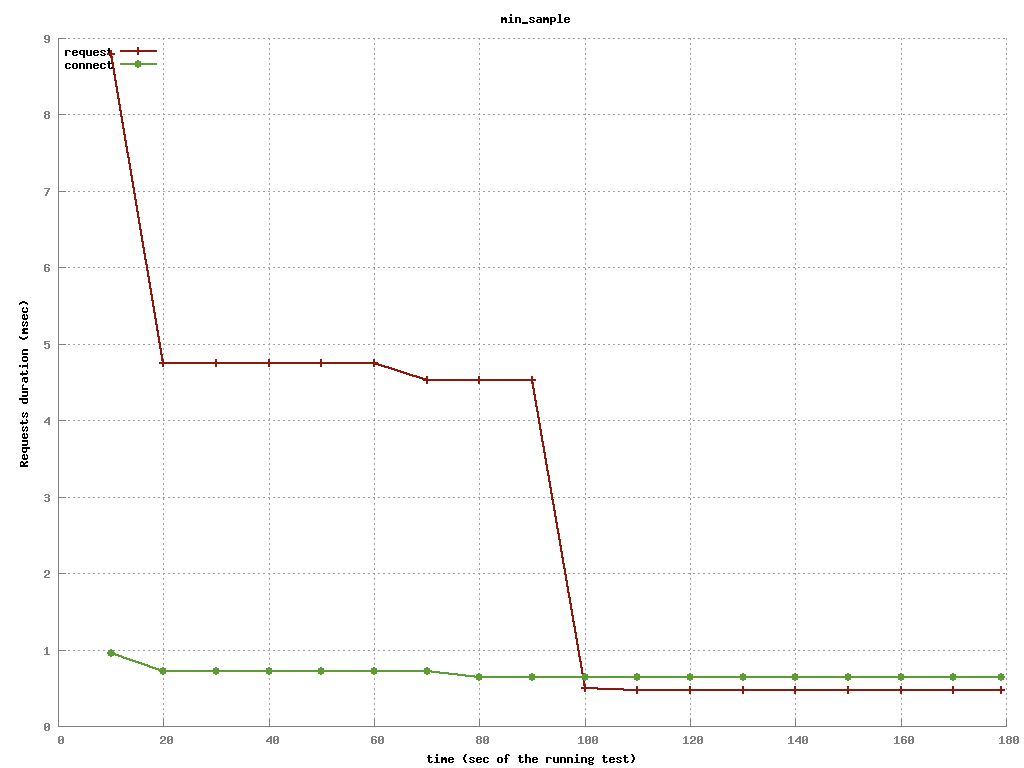 min_sample
9
request
connect
8
7
6
5
4
3
2
1
0
Requests duration (msec)
0 20 40 60 80 100 120 140 160 180
time (sec of the running test)